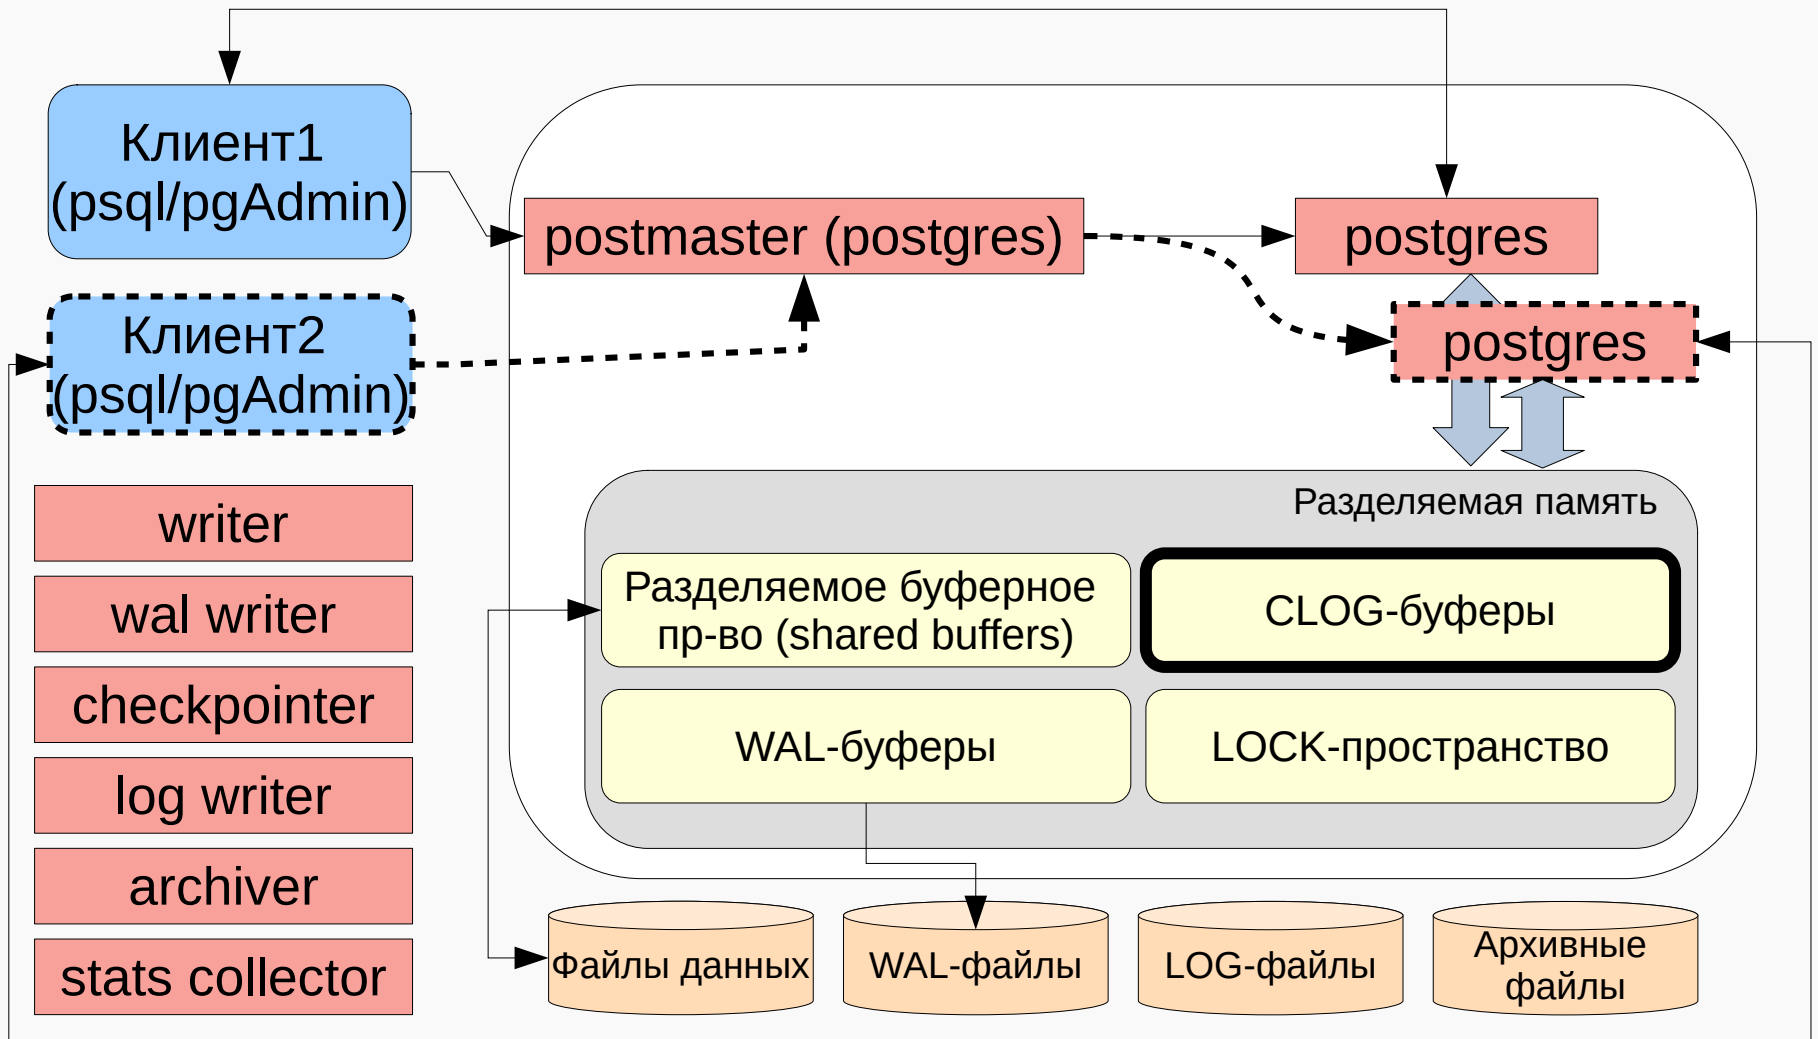 Клиент1
(psql/pgAdmin)
postmaster (postgres)
postgres
Клиент2
(psql/pgAdmin)
postgres
writer
wal writer
checkpointer
log writer
archiver
stats collector
Разделяемая память
Разделяемое буферное
пр-во (shared buffers)
CLOG-буферы
WAL-буферы
LOCK-пространство
Файлы данных
WAL-файлы
LOG-файлы
Архивные
файлы